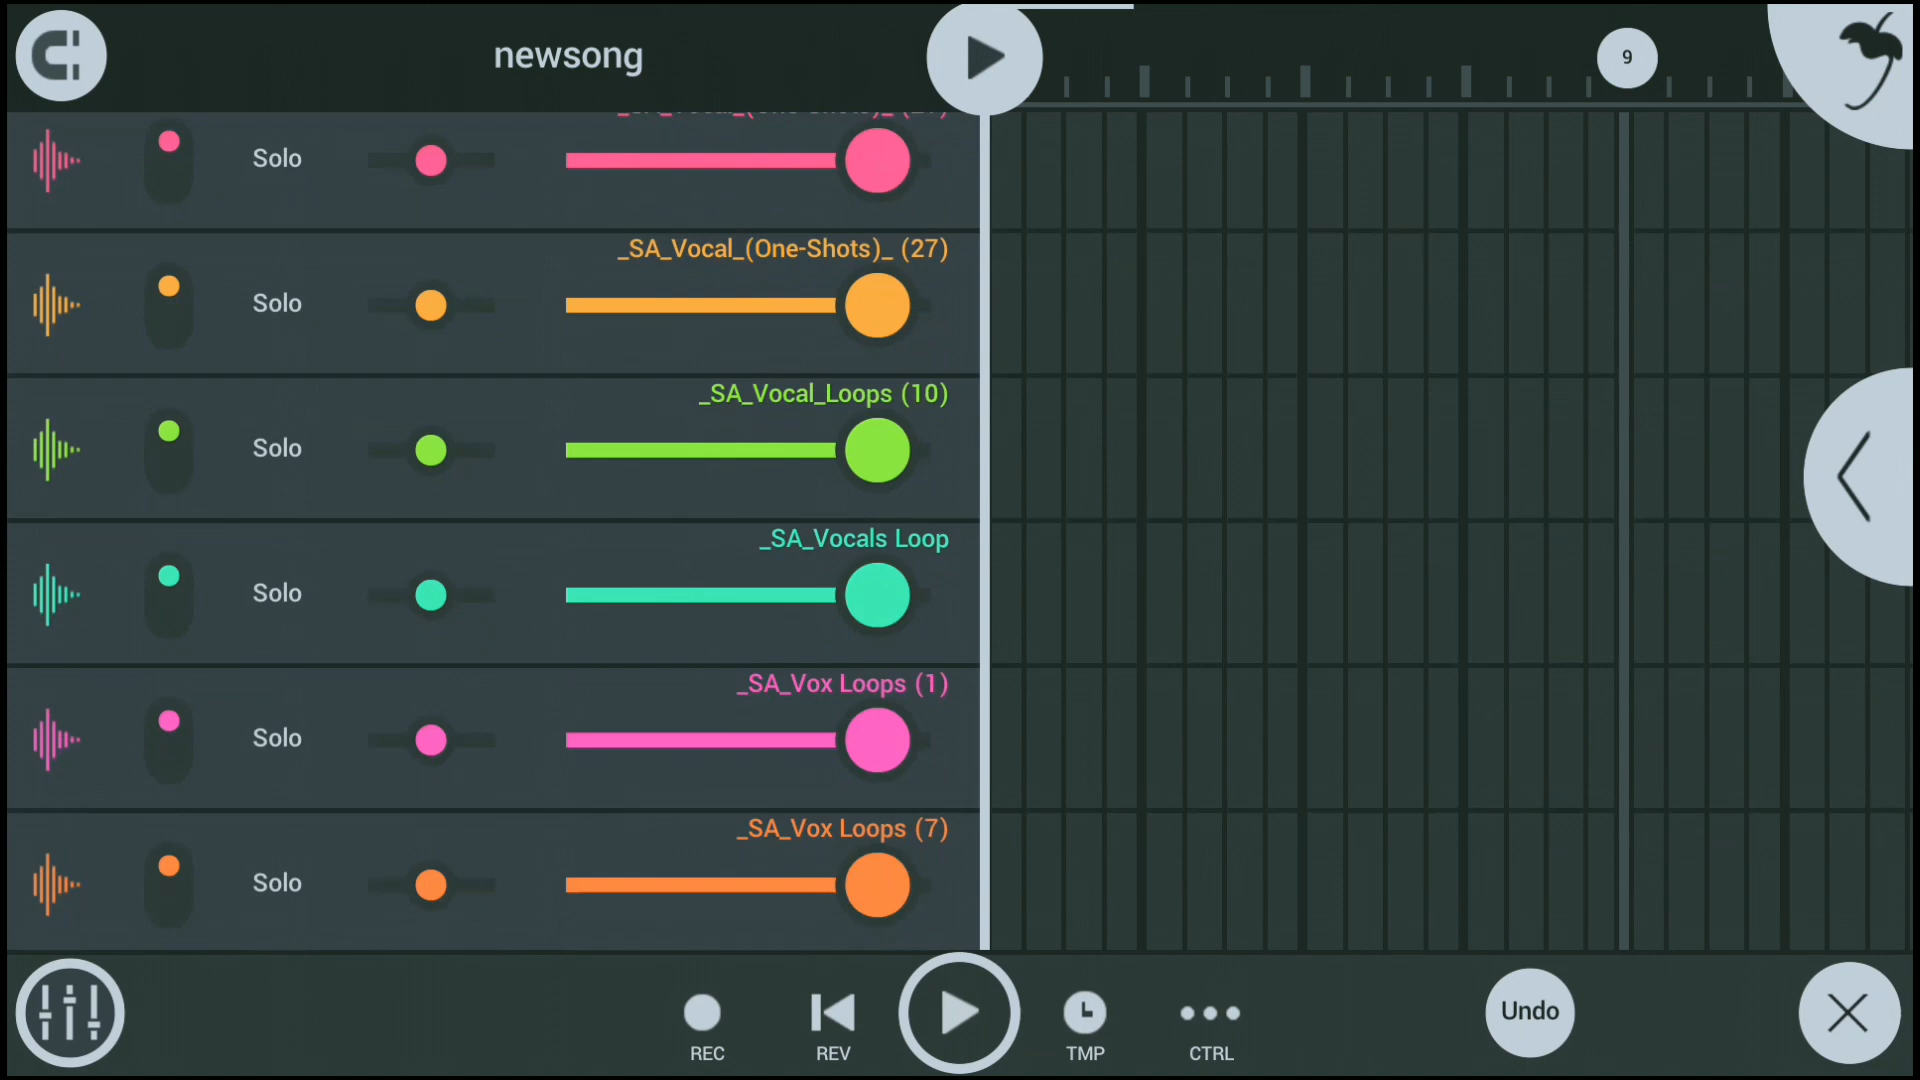 newsong
9
Solo
_SA_Vocal_(One-Shots)_ (27)
Solo
_SA_Vocal_Loops (10)
Solo
_SA_Vocals Loop
Solo
_SA_Vox Loops (1)
Solo
_SA_Vox Loops (7)
Solo
REC
REV
TMP
CTRL
Undo